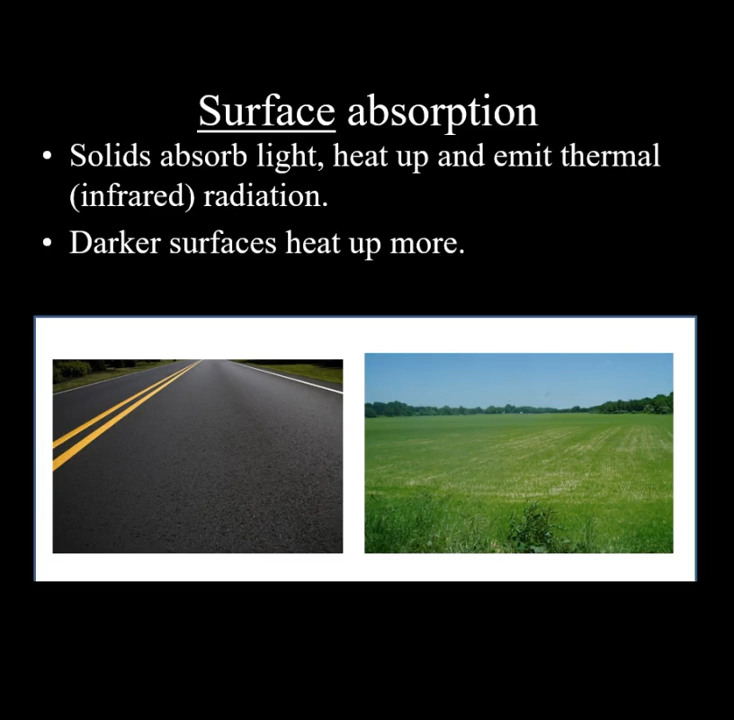 Surface absorption
• Solids absorb light, heat up and emit thermal
(infrared) radiation.
• Darker surfaces heat up more.